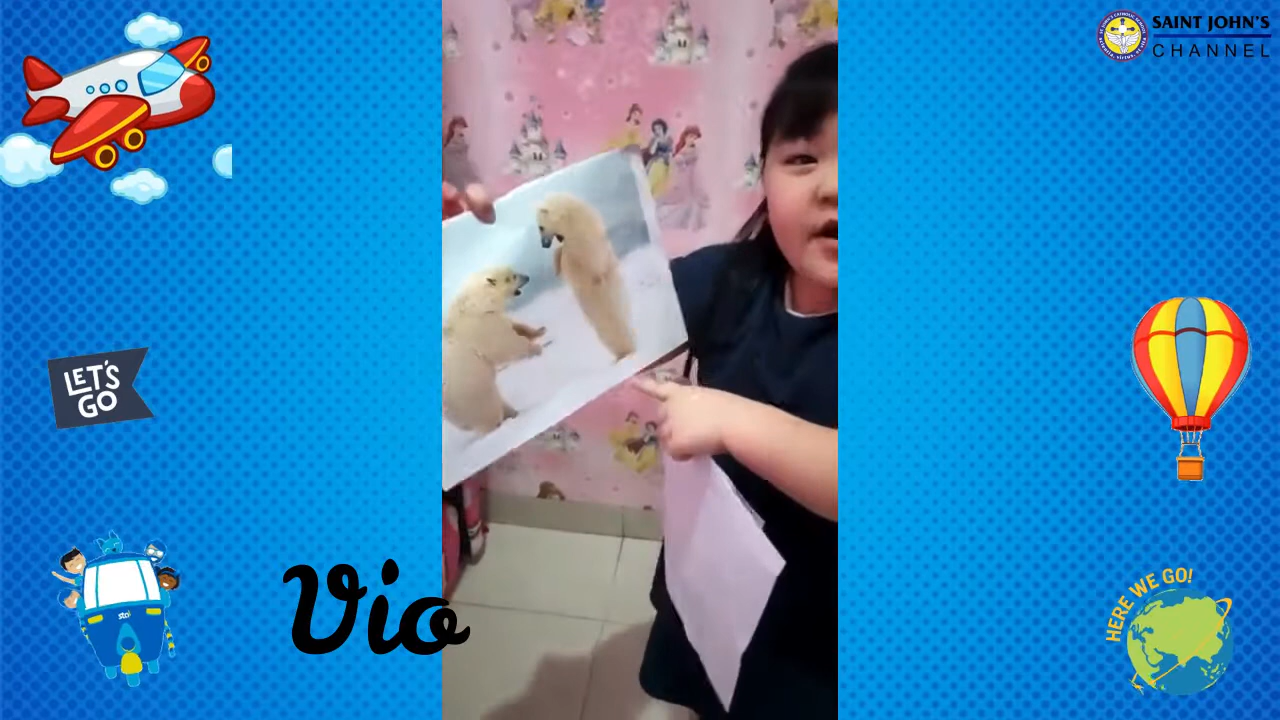 SAINT JOHN'S
CHANNEL
LET'S
GO
Vio
HERE WE GO!